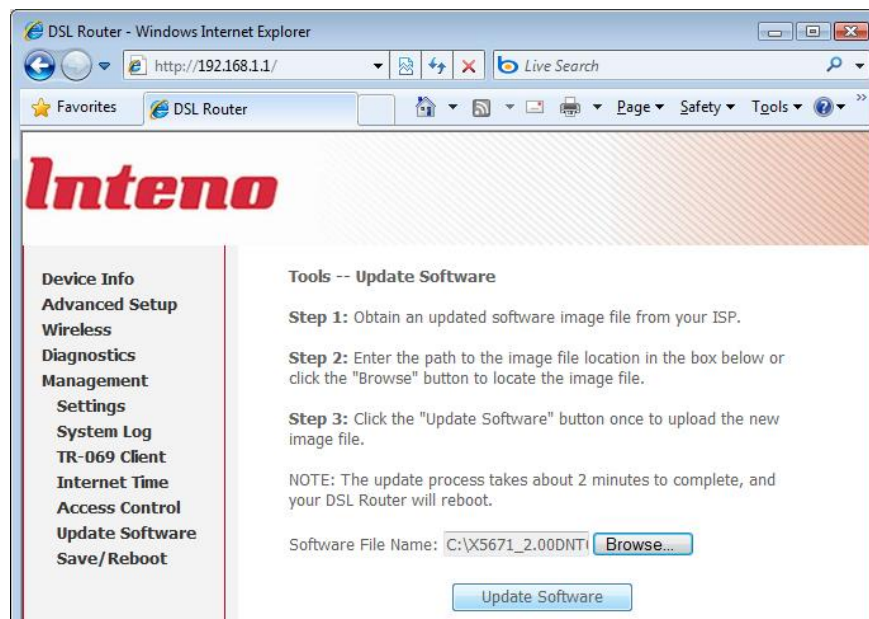 DSL Router - Windows Internet Explorer
http://192.168.1.1/
Live Search
Favorites
DSL Router
Page
Safety
Tools
Inteno
Device Info
Advanced Setup
Wireless
Diagnostics
Management
Settings
System Log
TR-069 Client
Internet Time
Access Control
Update Software
Save/Reboot
Tools -- Update Software
Step 1: Obtain an updated software image file from your ISP.
Step 2: Enter the path to the image file location in the box below or
click the "Browse" button to locate the image file.
Step 3: Click the "Update Software" button once to upload the new
image file.
NOTE: The update process takes about 2 minutes to complete, and
your DSL Router will reboot.
Software File Name: C:\X5671_2.00DNT Browse...
Update Software